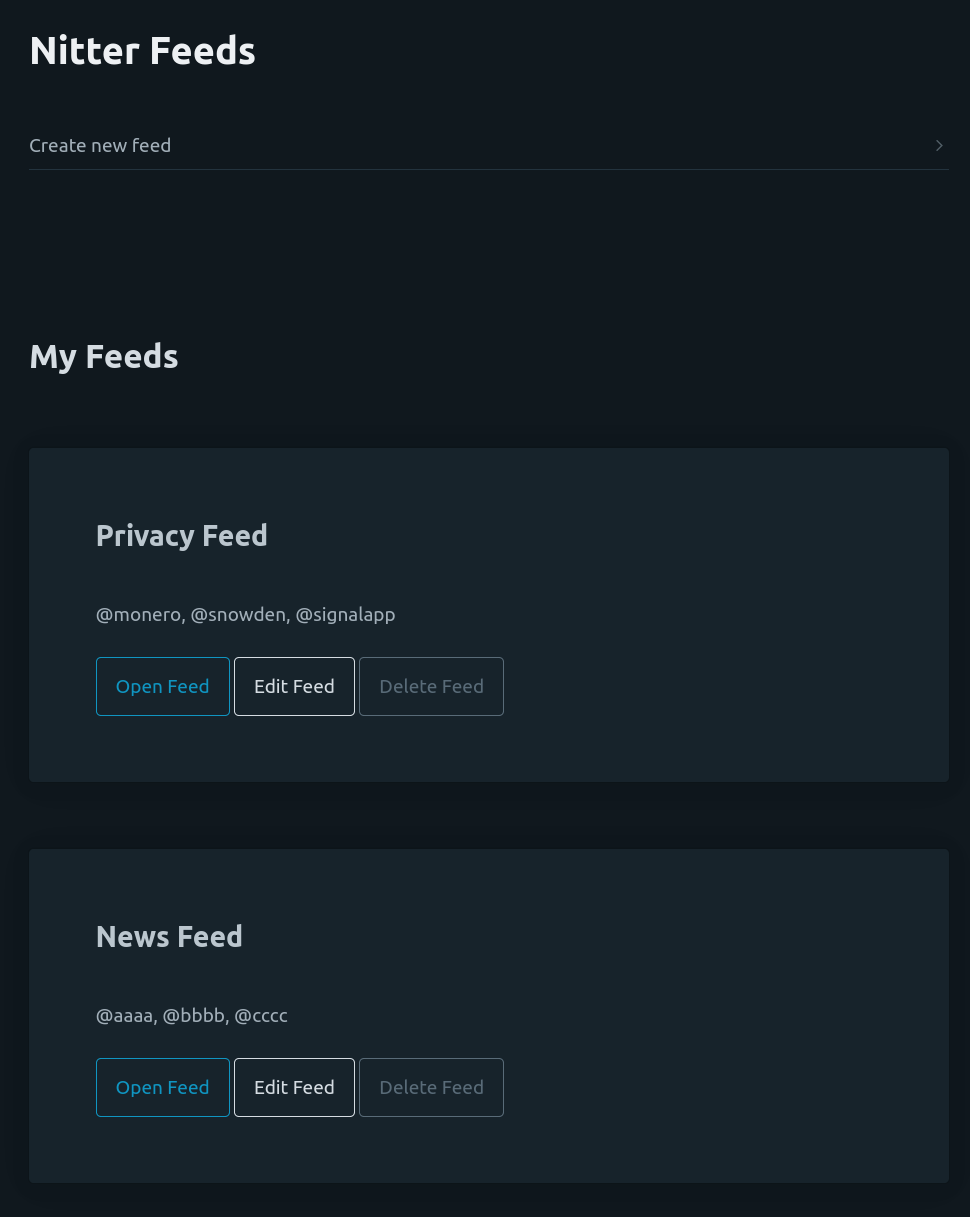 Nitter Feeds
Create new feed
My Feeds
Privacy Feed
@monero, @snowden, @signalapp
Open Feed Edit Feed Delete Feed
News Feed
@aaaa, @bbbb, @cccc
Open Feed Edit Feed Delete Feed